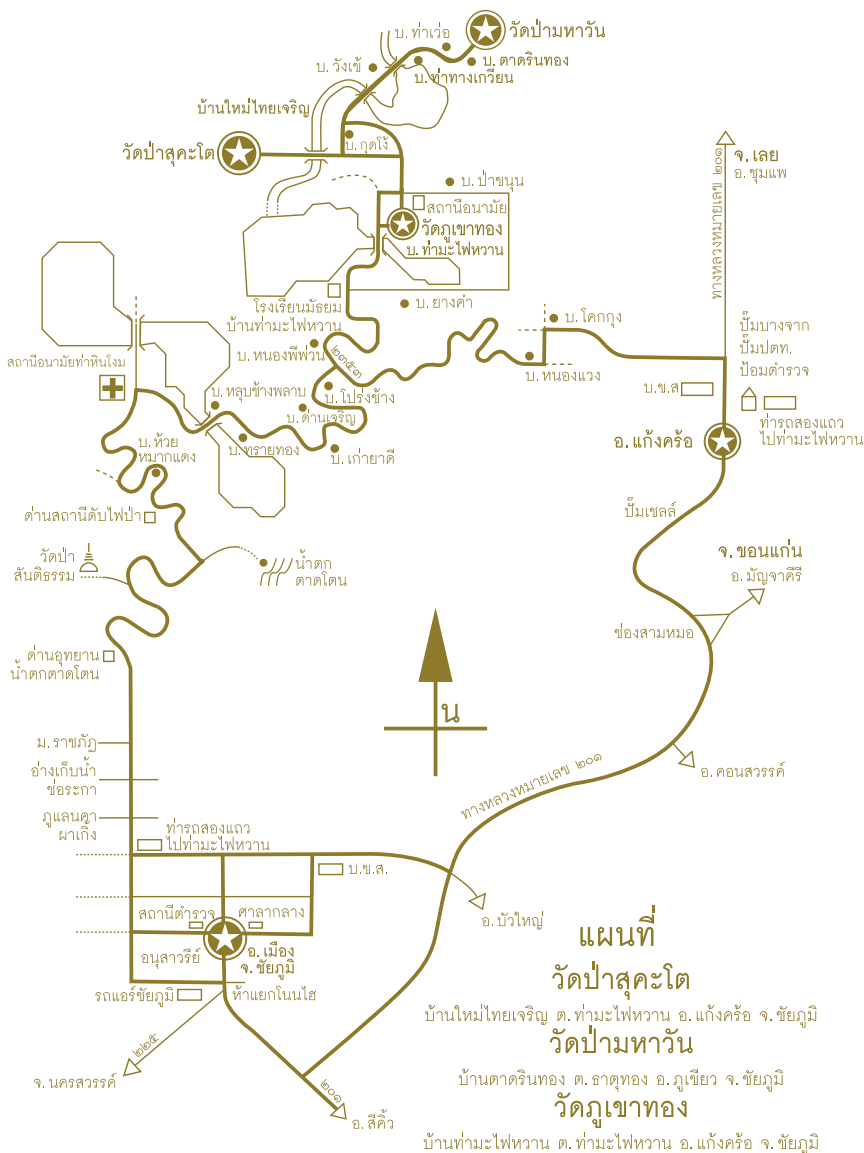 บ. ท่าเว่อ
วัดป่ามหาวัน
บ. วังเข้
บ. ตาดรินทอง
บ. ท่าทางเกวียน
บ้านใหม่ไทยเจริญ
วัดป่าสุคะโต
บ. กุดโง้ง
จ. เลย
อ. ชุมแพ
ทางหลวงหมายเลข ๒๐๑
บ. ป่าขนุน
สถานีอนามัย
วัดภูเขาทอง
บ. ท่ามะไฟหวาน
บ. ยางคำ
โรงเรียนมัธยม
บ้านท่ามะไฟหวาน
บ. โคกกุง
ปั๊มบางจาก
ปั๊มปตท.
ป้อมตำรวจ
สถานีอนามัยท่าหินโงม
บ. หนองพีพ่วน
๒๓๕๓
บ. หนองแวง
บ.ข.ส
บ. หลุบช้างพลาบ
บ. โปร่งช้าง
บ. ด่านเจริญ
ท่ารถสองแถว
ไปท่ามะไฟหวาน
อ. แก้งคร้อ
บ. ห้วย
หมากแดง
บ. ทรายทอง
บ. เก่ายาดี
ด่านสถานีดับไฟป่า
ปั๊มเชลล์
วัดป่า
สันติธรรม
น้ำตก
ตาดโตน
จ. ขอนแก่น
อ. มัญจาคีรี
ช่องสามหมอ
ด่านอุทยาน
น้ำตกตาดโตน
น
ม. ราชภัฏ
อ่างเก็บน้ำ
ช่อระกา
อ. คอนสวรรค์
ทางหลวงหมายเลข ๒๐๑
ภูแลนคา
ผาเกิ้ง
ท่ารถสองแถว
ไปท่ามะไฟหวาน
บ.ข.ส.
สถานีตำรวจ
ศาลากลาง
อ. บัวใหญ่
อนุสาวรีย์
อ. เมือง
จ. ชัยภูมิ
รถแอร์ชัยภูมิ
ห้าแยกโนนไฮ
๒๒๕
จ. นครสวรรค์
๒๐๑
อ. สีคิ้ว
แผนที่
วัดป่าสุคะโต
บ้านใหม่ไทยเจริญ ต. ท่ามะไฟหวาน อ. แก้งคร้อ จ. ชัยภูมิ
วัดป่ามหาวัน
บ้านตาดรินทอง ต. ธาตุทอง อ. ภูเขียว จ. ชัยภูมิ
วัดภูเขาทอง
บ้านท่ามะไฟหวาน ต. ท่ามะไฟหวาน อ. แก้งคร้อ จ. ชัยภูมิ